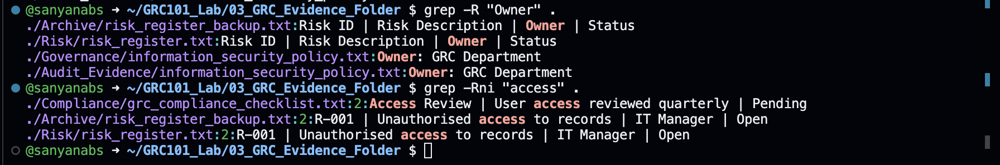 @sanyanabs → ~/GRC101_Lab/03_GRC_Evidence_Folder $ grep -R "Owner" .
./Archive/risk_register_backup.txt:Risk ID | Risk Description | Owner | Status
./Risk/risk_register.txt:Risk ID | Risk Description | Owner | Status
./Governance/information_security_policy.txt:Owner: GRC Department
./Audit_Evidence/information_security_policy.txt:Owner: GRC Department
@sanyanabs → ~/GRC101_Lab/03_GRC_Evidence_Folder $ grep -Rni "access" .
./Compliance/grc_compliance_checklist.txt:2:Access Review | User access reviewed quarterly | Pending
./Archive/risk_register_backup.txt:2:R-001 | Unauthorised access to records | IT Manager | Open
./Risk/risk_register.txt:2:R-001 | Unauthorised access to records | IT Manager | Open
@sanyanabs → ~/GRC101_Lab/03_GRC_Evidence_Folder $